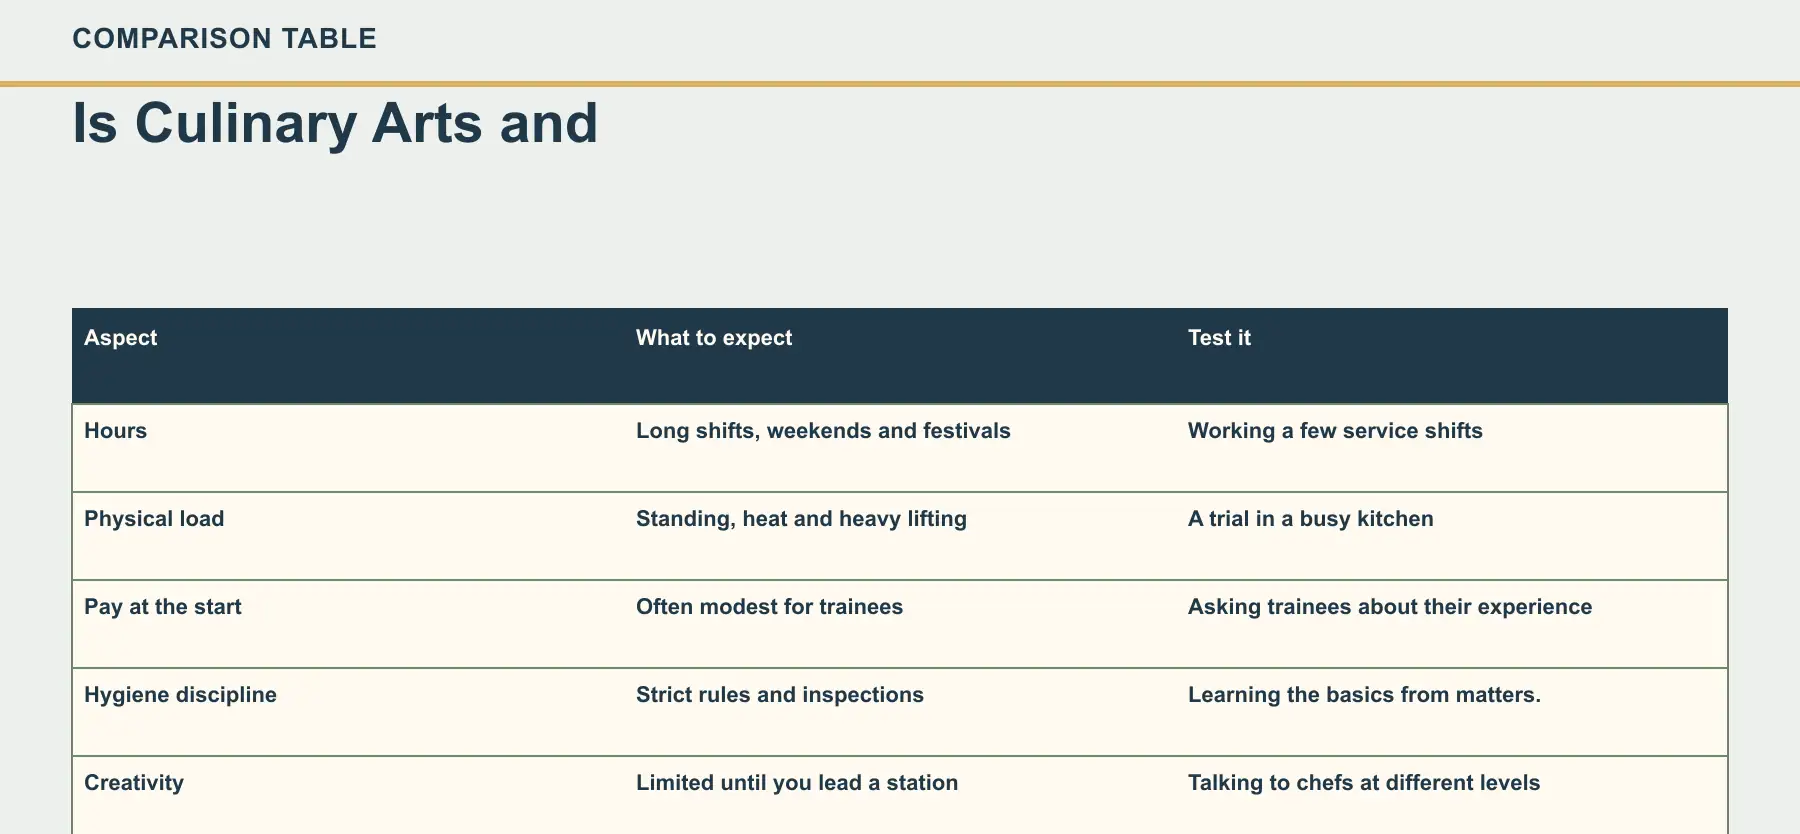 COMPARISON TABLE
Is Culinary Arts and
Aspect What to expect Test it
Hours Long shifts, weekends and festivals Working a few service shifts
Physical load Standing, heat and heavy lifting A trial in a busy kitchen
Pay at the start Often modest for trainees Asking trainees about their experience
Hygiene discipline Strict rules and inspections Learning the basics from matters.
Creativity Limited until you lead a station Talking to chefs at different levels